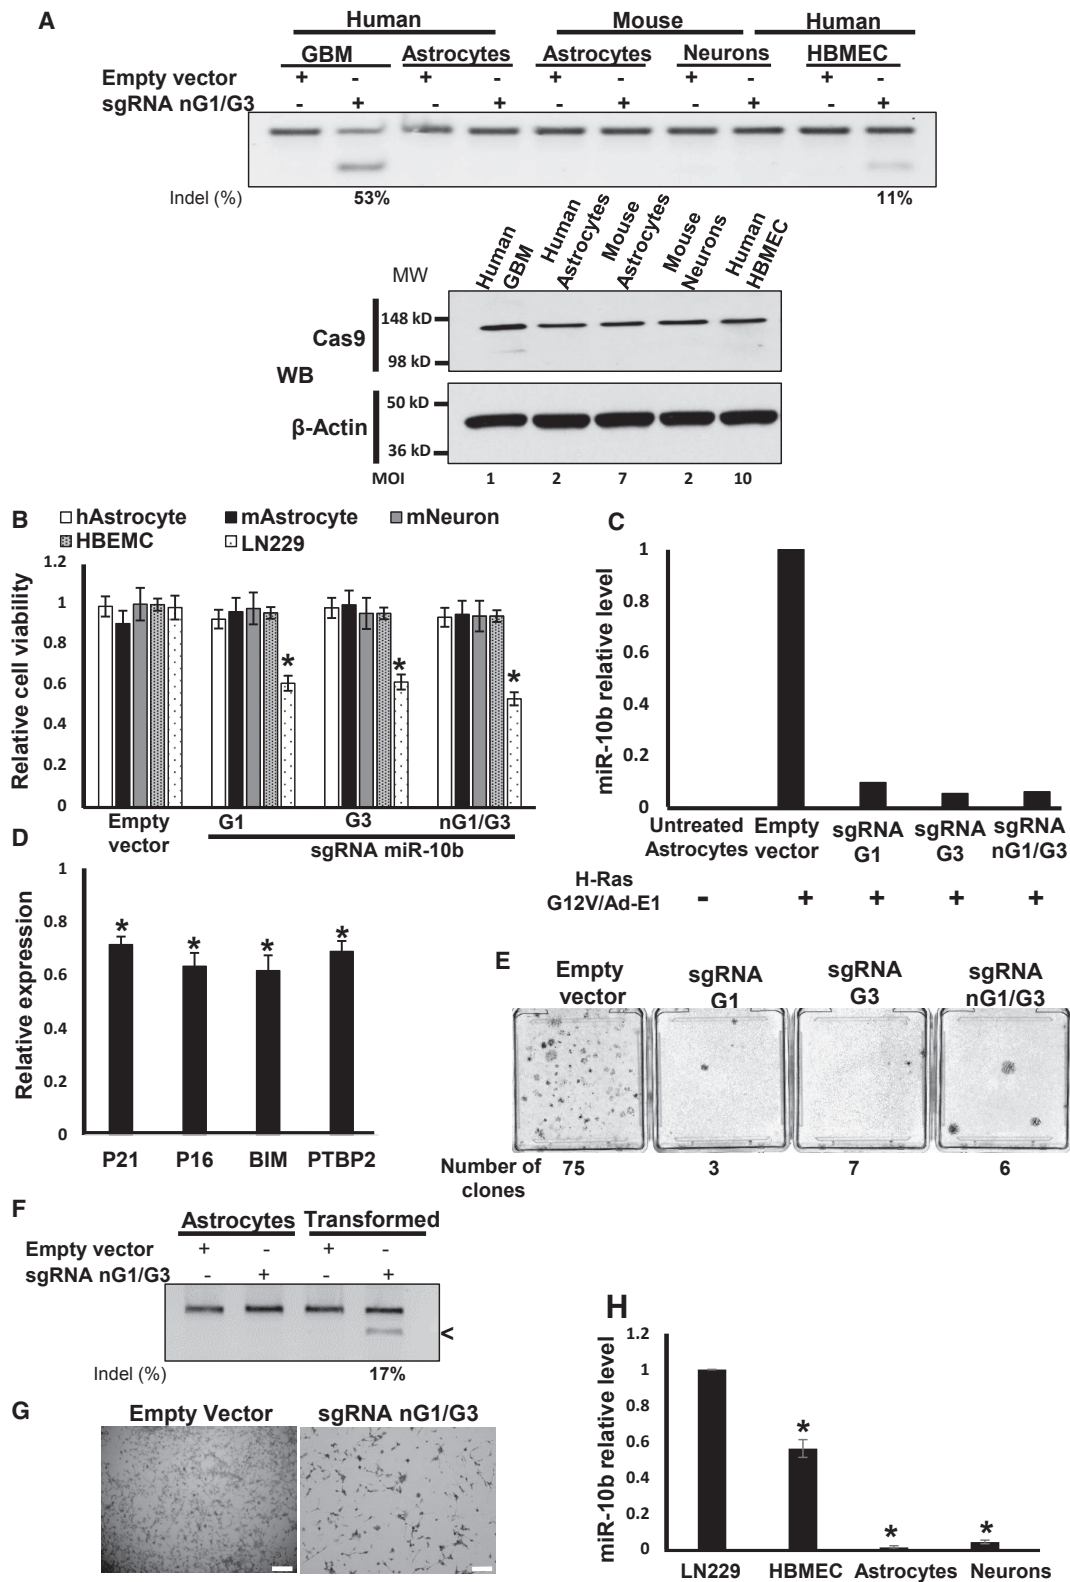 A
Human Mouse Human
GBM Astrocytes Astrocytes Neurons HBMEC
Empty vector + - + - + - + - + -
sgRNA nG1/G3 - + - + - + - + - +
Indel (%) 53% 11%
Human GBM
Human Astrocytes
Mouse Astrocytes
Mouse Neurons
Human HBMEC
MW
148 kD
Cas9
98 kD
WB
50 kD
β-Actin
36 kD
MOI 1 2 7 2 10
B
hAstrocyte mAstrocyte mNeuron
HBEMC LN229
Relative cell viability
1.2
1
0.8
0.6
0.4
0.2
0
* * *
Empty vector G1 G3 nG1/G3
sgRNA miR-10b
C
miR-10b relative level
1
0.8
0.6
0.4
0.2
0
Untreated Astrocytes
Empty vector
sgRNA G1
sgRNA G3
sgRNA nG1/G3
H-Ras
G12V/Ad-E1 - + + + +
D
Relative expression
1
0.8
0.6
0.4
0.2
0
* * * *
P21 P16 BIM PTBP2
E
Empty vector
sgRNA G1
sgRNA G3
sgRNA nG1/G3
Number of clones 75 3 7 6
F
Astrocytes Transformed
Empty vector + - + -
sgRNA nG1/G3 - + - +
<
Indel (%) 17%
G
Empty Vector sgRNA nG1/G3
H
miR-10b relative level
1.2
1
0.8
0.6
0.4
0.2
0
* * *
LN229 HBMEC Astrocytes Neurons